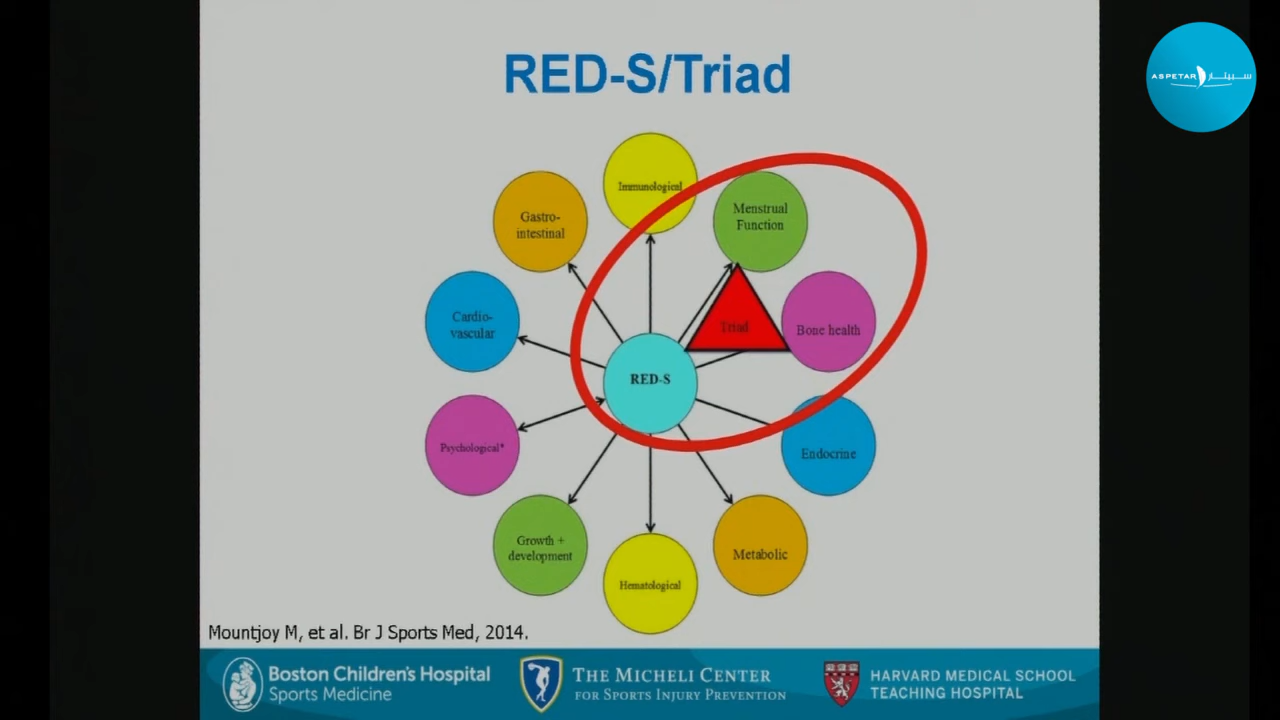 RED-S/Triad
ASPETAR سبيتار
Immunological
Menstrual
Function
Gastro-
intestinal
Cardio-
vascular
Triad
Bone health
RED-S
Psychological*
Endocrine
Growth +
development
Metabolic
Hematological
Mountjoy M, et al. Br J Sports Med, 2014.
Boston Children's Hospital
Sports Medicine
THE MICHELI CENTER
FOR SPORTS INJURY PREVENTION
HARVARD MEDICAL SCHOOL
TEACHING HOSPITAL